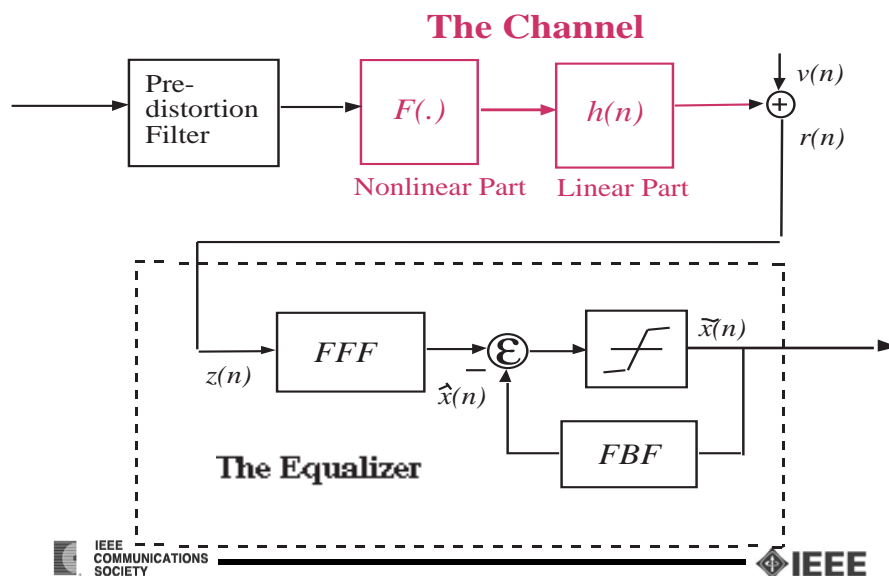 The Channel
Pre-
distortion
Filter
F(.)
h(n)
v(n)
+
r(n)
Nonlinear Part
Linear Part
FFF
ε
x̃(n)
z(n)
−
x̂(n)
FBF
The Equalizer
IEEE
COMMUNICATIONS
SOCIETY
IEEE